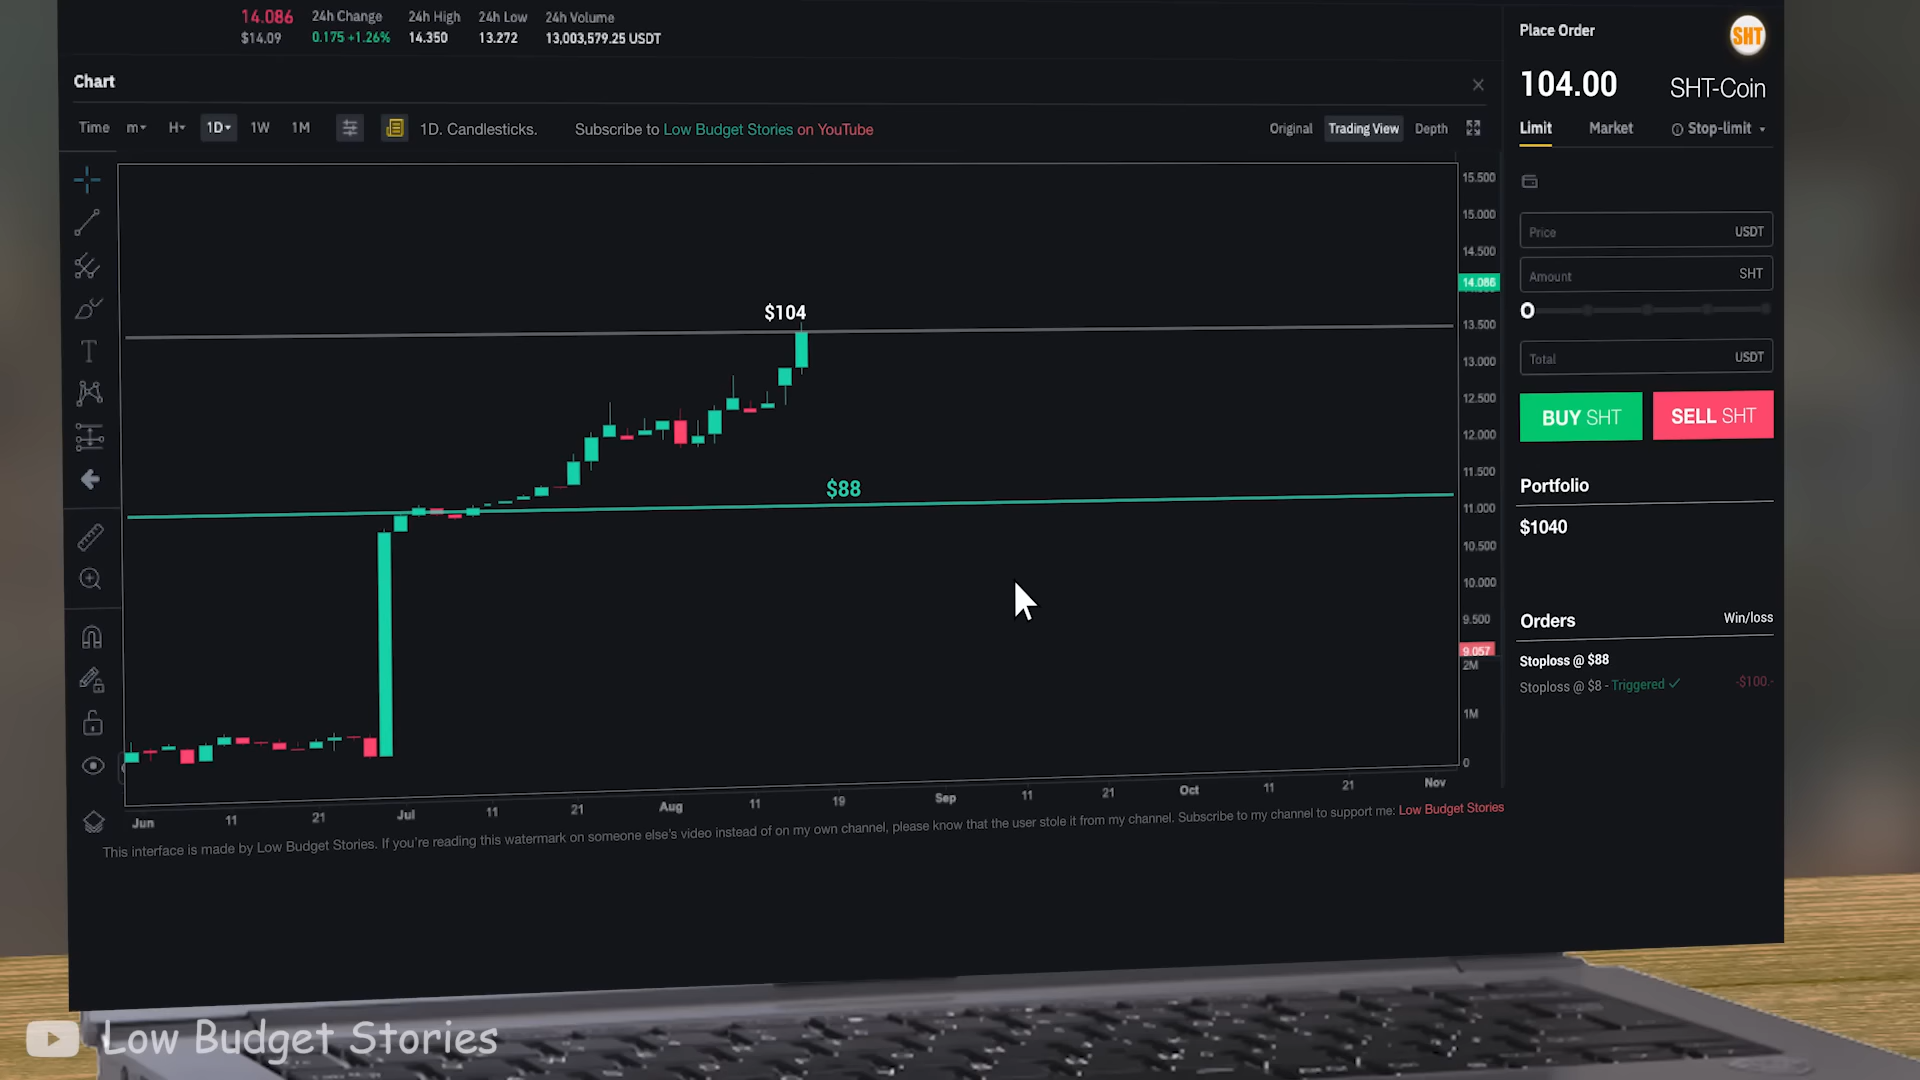 14.086 24h Change 24h High 24h Low 24h Volume
$14.09 0.175 +1.26% 14.350 13.272 13,003,579.25 USDT
Chart
Time m H 1D 1W 1M 1D. Candlesticks. Subscribe to Low Budget Stories on YouTube Original Trading View Depth
15.500
15.000
14.500
14.086
13.500
13.000
12.500
12.000
11.500
11.000
10.500
10.000
9.500
9.057
2M
1M
0
$104
$88
Jun 11 21 Jul 11 21 Aug 11 19 Sep 11 21 Oct 11 21 Nov
This interface is made by Low Budget Stories. If you're reading this watermark on someone else's video instead of on my own channel, please know that the user stole it from my channel. Subscribe to my channel to support me: Low Budget Stories
Place Order
SHT
104.00 SHT-Coin
Limit Market Stop-limit
Price USDT
Amount SHT
Total USDT
BUY SHT SELL SHT
Portfolio
$1040
Orders Win/loss
Stoploss @ $88
Stoploss @ $8 - Triggered ✓ -$100.-
Low Budget Stories